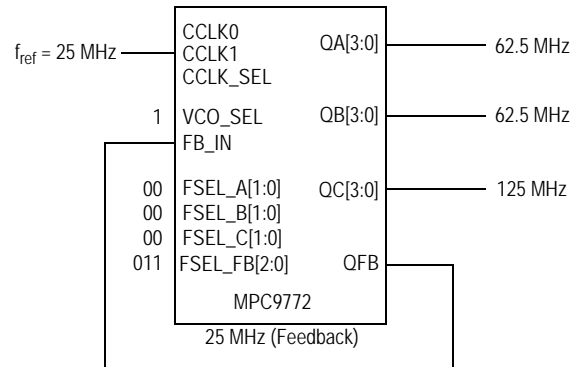 CCLK0
f_ref = 25 MHz CCLK1 QA[3:0] 62.5 MHz
CCLK_SEL
1 VCO_SEL QB[3:0] 62.5 MHz
FB_IN
00 FSEL_A[1:0] QC[3:0] 125 MHz
00 FSEL_B[1:0]
00 FSEL_C[1:0]
011 FSEL_FB[2:0] QFB
MPC9772
25 MHz (Feedback)